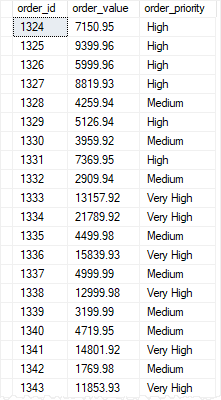 order_id order_value order_priority
1324 7150.95 High
1325 9399.96 High
1326 5999.96 High
1327 8819.93 High
1328 4259.94 Medium
1329 5126.94 High
1330 3959.92 Medium
1331 7369.95 High
1332 2909.94 Medium
1333 13157.92 Very High
1334 21789.92 Very High
1335 4499.98 Medium
1336 15839.93 Very High
1337 4999.99 Medium
1338 12999.98 Very High
1339 3199.99 Medium
1340 4719.95 Medium
1341 14801.92 Very High
1342 1769.98 Medium
1343 11853.93 Very High